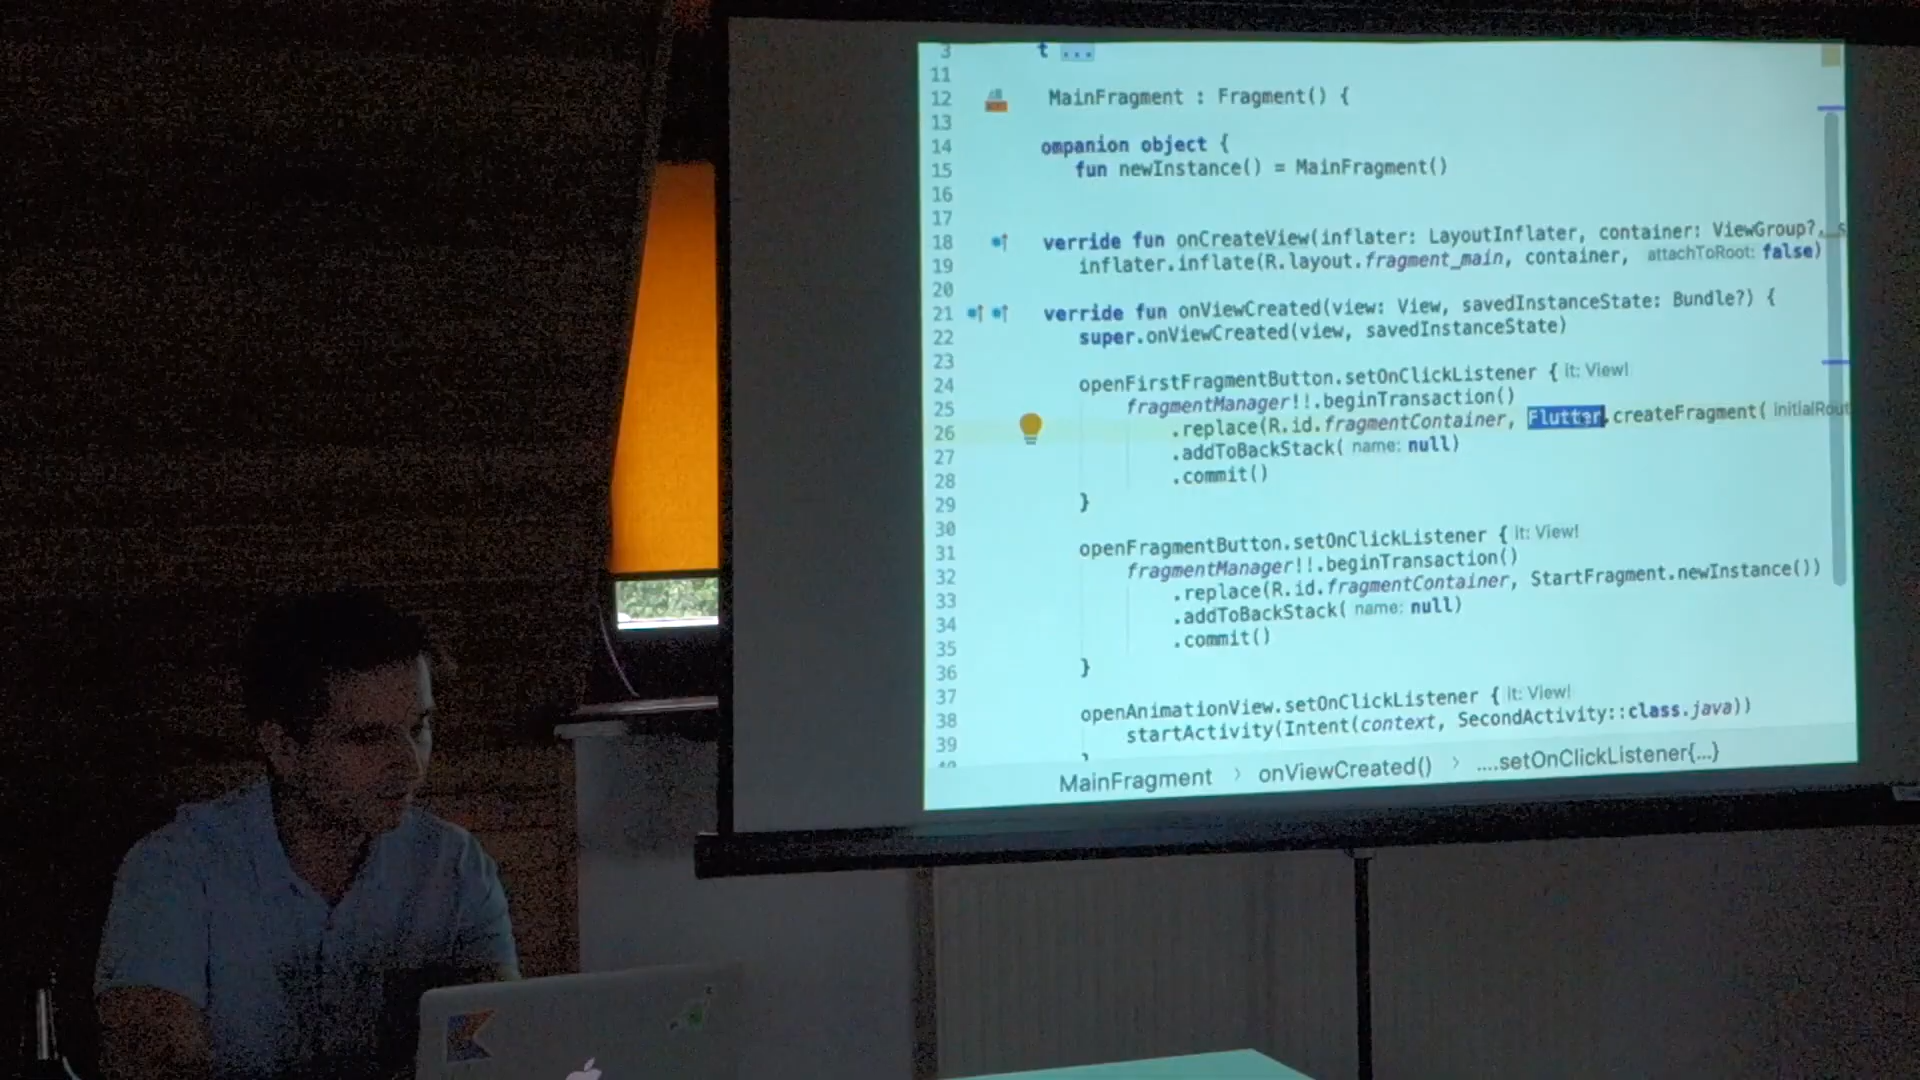 3 t ...
11
12 MainFragment : Fragment() {
13
14 ompanion object {
15 fun newInstance() = MainFragment()
16
17
18 verride fun onCreateView(inflater: LayoutInflater, container: ViewGroup?, s
19 inflater.inflate(R.layout.fragment_main, container, attachToRoot: false)
20
21 verride fun onViewCreated(view: View, savedInstanceState: Bundle?) {
22 super.onViewCreated(view, savedInstanceState)
23
24 openFirstFragmentButton.setOnClickListener { it: View!
25 fragmentManager!!.beginTransaction()
26 .replace(R.id.fragmentContainer, Flutter.createFragment( initialRout
27 .addToBackStack( name: null)
28 .commit()
29 }
30
31 openFragmentButton.setOnClickListener { it: View!
32 fragmentManager!!.beginTransaction()
33 .replace(R.id.fragmentContainer, StartFragment.newInstance())
34 .addToBackStack( name: null)
35 .commit()
36 }
37
38 openAnimationView.setOnClickListener { it: View!
39 startActivity(Intent(context, SecondActivity::class.java))
MainFragment › onViewCreated() › ....setOnClickListener{...}